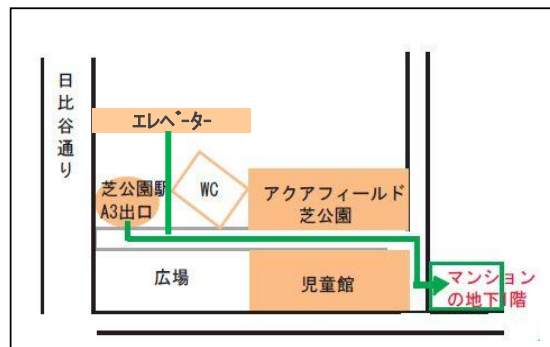 日比谷通り
エレベーター
芝公園駅
A3出口
WC
アクアフィールド
芝公園
広場
児童館
マンション
の地下1階